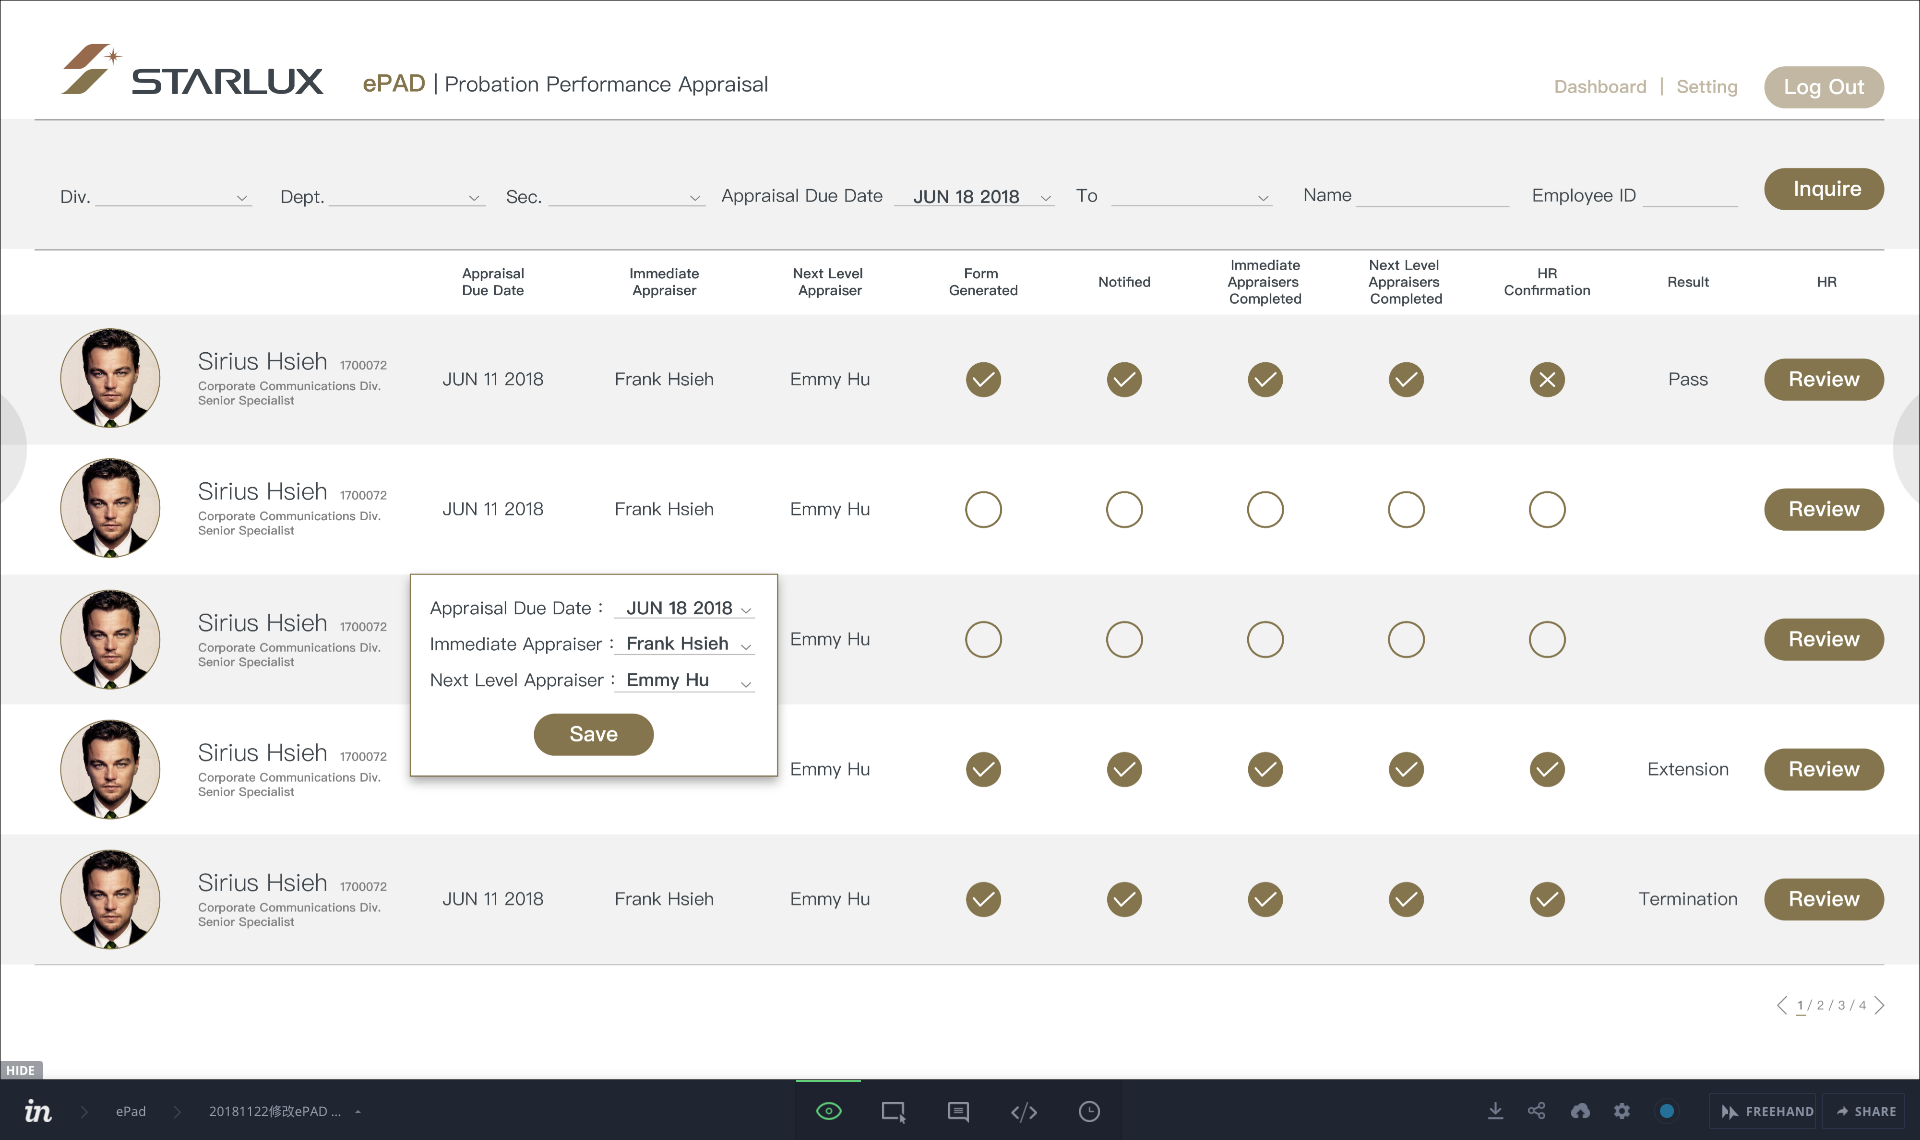 STARLUX ePAD | Probation Performance Appraisal Dashboard | Setting Log Out
Div. Dept. Sec. Appraisal Due Date JUN 18 2018 To Name Employee ID Inquire
Appraisal Due Date Immediate Appraiser Next Level Appraiser Form Generated Notified Immediate Appraisers Completed Next Level Appraisers Completed HR Confirmation Result HR
Sirius Hsieh 1700072
Corporate Communications Div.
Senior Specialist
JUN 11 2018 Frank Hsieh Emmy Hu Pass Review
Sirius Hsieh 1700072
Corporate Communications Div.
Senior Specialist
JUN 11 2018 Frank Hsieh Emmy Hu Review
Sirius Hsieh 1700072
Corporate Communications Div.
Senior Specialist
Emmy Hu Review
Appraisal Due Date : JUN 18 2018
Immediate Appraiser : Frank Hsieh
Next Level Appraiser : Emmy Hu
Save
Sirius Hsieh 1700072
Corporate Communications Div.
Senior Specialist
Emmy Hu Extension Review
Sirius Hsieh 1700072
Corporate Communications Div.
Senior Specialist
JUN 11 2018 Frank Hsieh Emmy Hu Termination Review
1 / 2 / 3 / 4
HIDE
in ePad 20181122修改ePAD ... FREEHAND SHARE